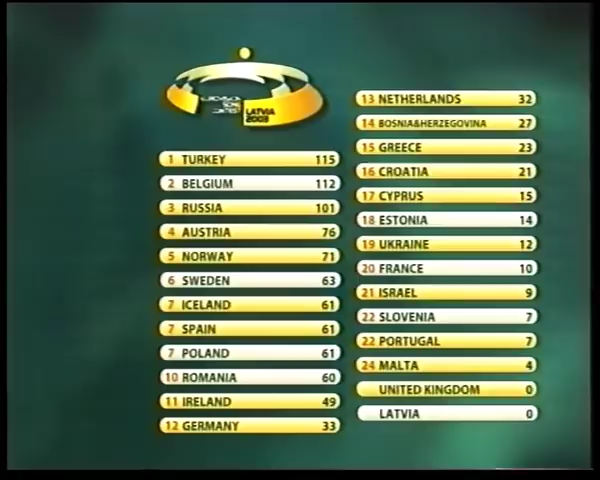 EUROVISION
SONG
CONTEST
LATVIA
2003
1 TURKEY 115
2 BELGIUM 112
3 RUSSIA 101
4 AUSTRIA 76
5 NORWAY 71
6 SWEDEN 63
7 ICELAND 61
7 SPAIN 61
7 POLAND 61
10 ROMANIA 60
11 IRELAND 49
12 GERMANY 33
13 NETHERLANDS 32
14 BOSNIA&HERZEGOVINA 27
15 GREECE 23
16 CROATIA 21
17 CYPRUS 15
18 ESTONIA 14
19 UKRAINE 12
20 FRANCE 10
21 ISRAEL 9
22 SLOVENIA 7
22 PORTUGAL 7
24 MALTA 4
UNITED KINGDOM 0
LATVIA 0